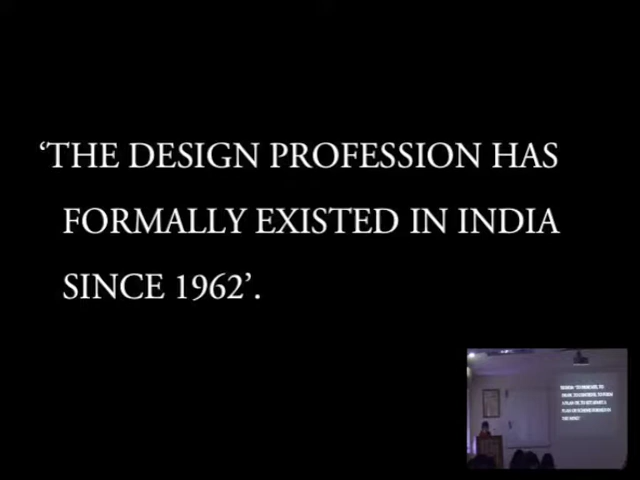 ‘THE DESIGN PROFESSION HAS
FORMALLY EXISTED IN INDIA
SINCE 1962’.